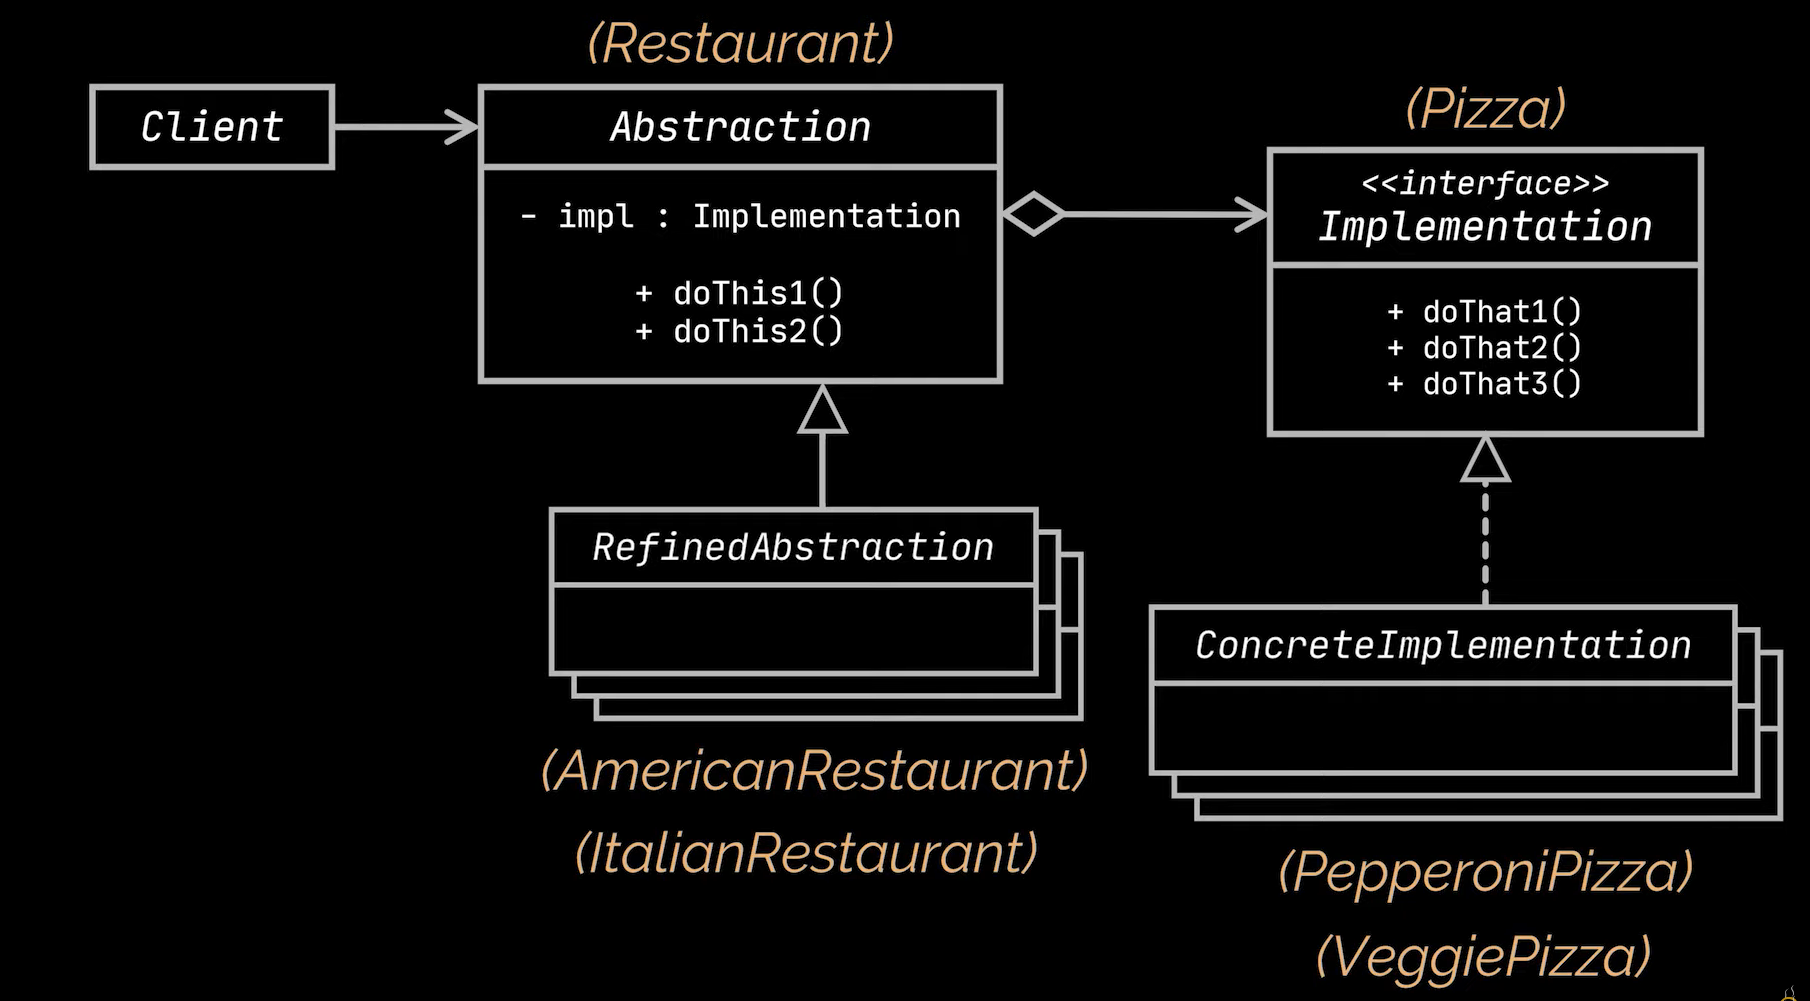 (Restaurant)
Client
Abstraction
- impl : Implementation
+ doThis1()
+ doThis2()
(Pizza)
<<interface>>
Implementation
+ doThat1()
+ doThat2()
+ doThat3()
RefinedAbstraction
(AmericanRestaurant)
(ItalianRestaurant)
ConcreteImplementation
(PepperoniPizza)
(VeggiePizza)